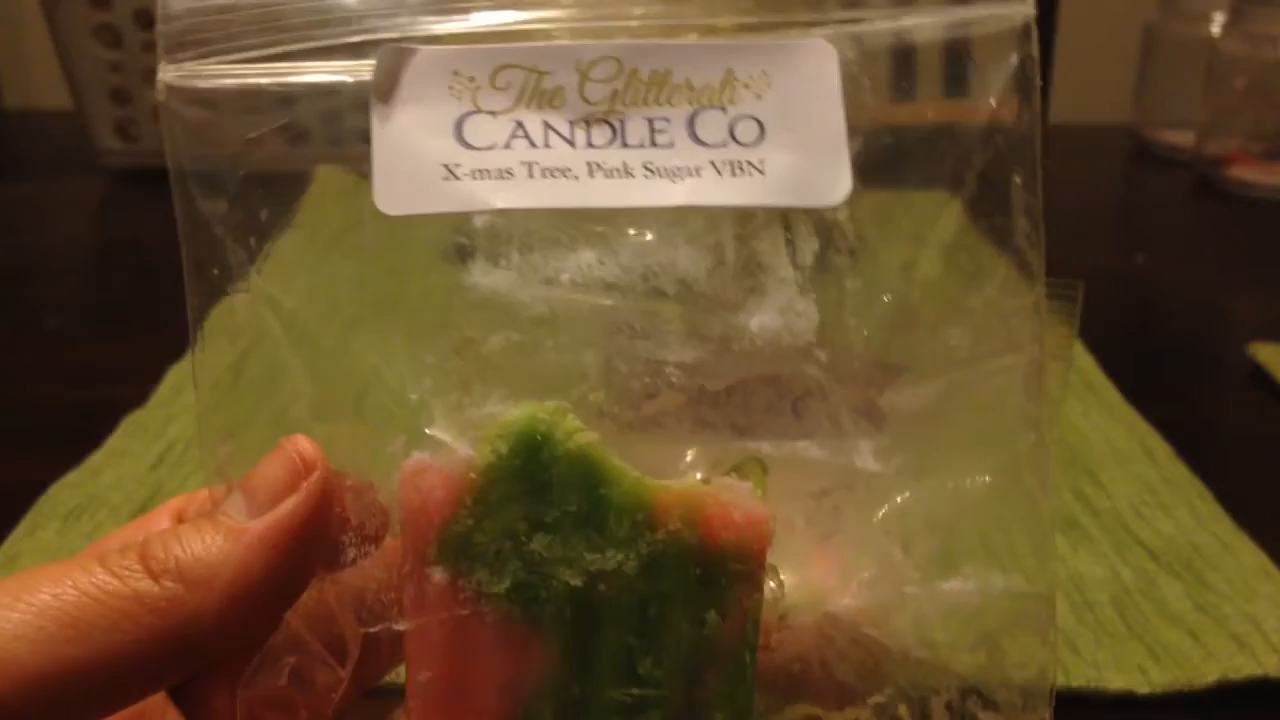 The Glitterati
CANDLE CO
X-mas Tree, Pink Sugar VBN